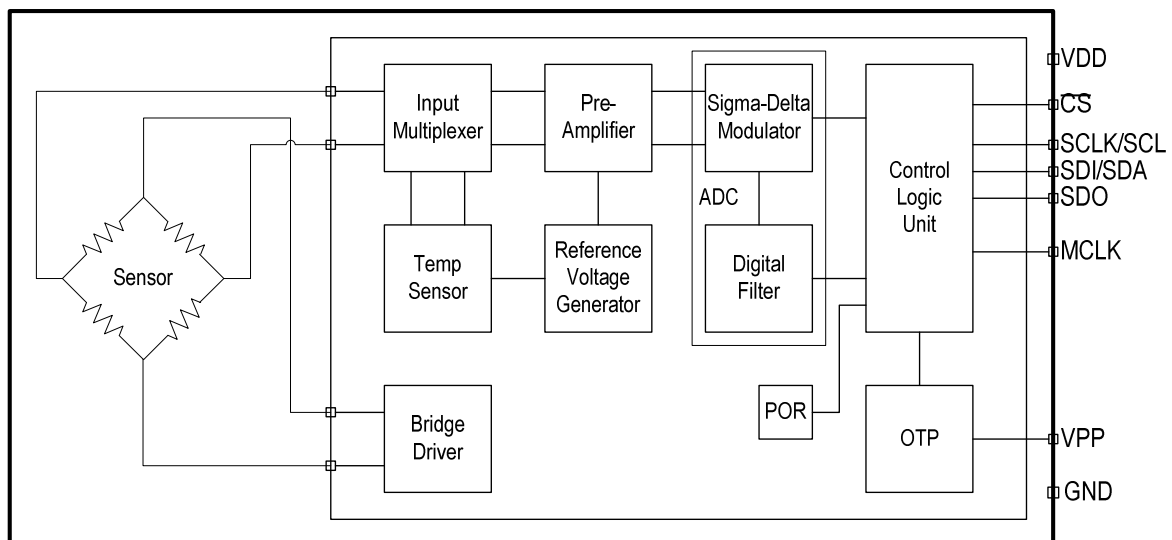 VDD
CS
SCLK/SCL
SDI/SDA
SDO
MCLK
VPP
GND
Input
Multiplexer
Pre-
Amplifier
Sigma-Delta
Modulator
Control
Logic
Unit
ADC
Temp
Sensor
Reference
Voltage
Generator
Digital
Filter
Sensor
Bridge
Driver
POR
OTP